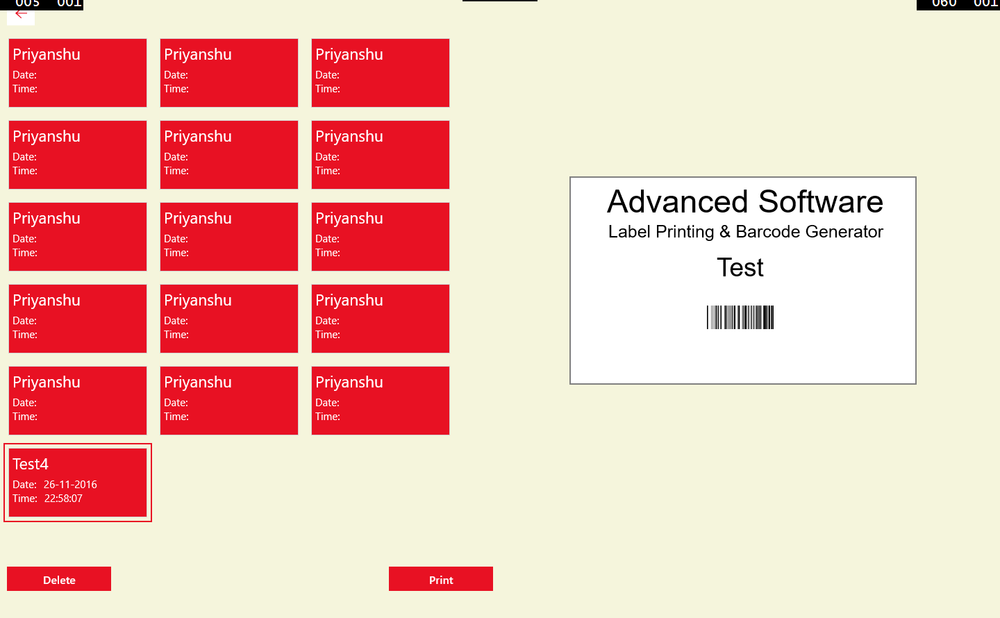 005 001
060 001
Priyanshu
Date:
Time:
Priyanshu
Date:
Time:
Priyanshu
Date:
Time:
Priyanshu
Date:
Time:
Priyanshu
Date:
Time:
Priyanshu
Date:
Time:
Priyanshu
Date:
Time:
Priyanshu
Date:
Time:
Priyanshu
Date:
Time:
Priyanshu
Date:
Time:
Priyanshu
Date:
Time:
Priyanshu
Date:
Time:
Priyanshu
Date:
Time:
Priyanshu
Date:
Time:
Priyanshu
Date:
Time:
Test4
Date: 26-11-2016
Time: 22:58:07
Delete
Print
Advanced Software
Label Printing & Barcode Generator
Test